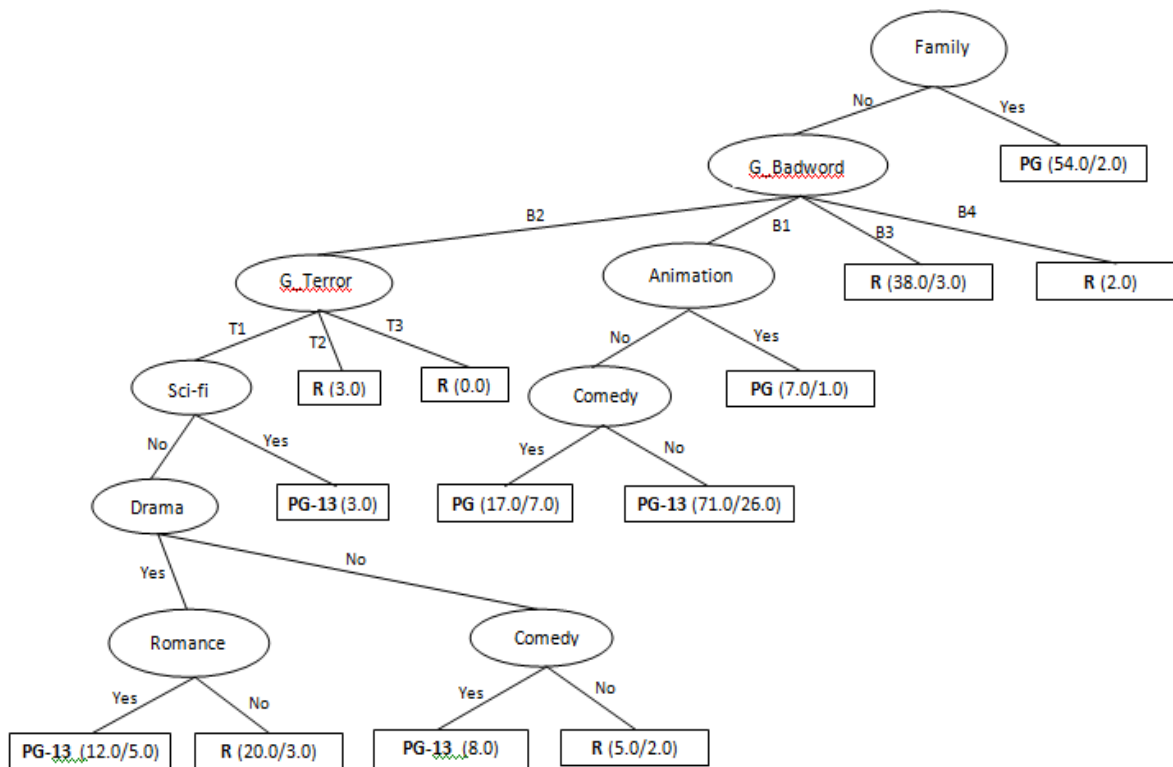 Family
No
Yes
PG (54.0/2.0)
G_Badword
B2
B1
B3
B4
G_Terror
Animation
R (38.0/3.0)
R (2.0)
T1
T2
T3
No
Yes
Sci-fi
R (3.0)
R (0.0)
Comedy
PG (7.0/1.0)
No
Yes
Yes
No
Drama
PG-13 (3.0)
PG (17.0/7.0)
PG-13 (71.0/26.0)
Yes
No
Romance
Comedy
Yes
No
Yes
No
PG-13 (12.0/5.0)
R (20.0/3.0)
PG-13 (8.0)
R (5.0/2.0)